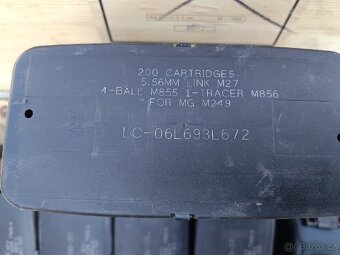 200 CARTRIDGES
5.56MM LINK M27
4-BALL M855 1-TRACER M856
FOR MG M249
LC-06L693L672